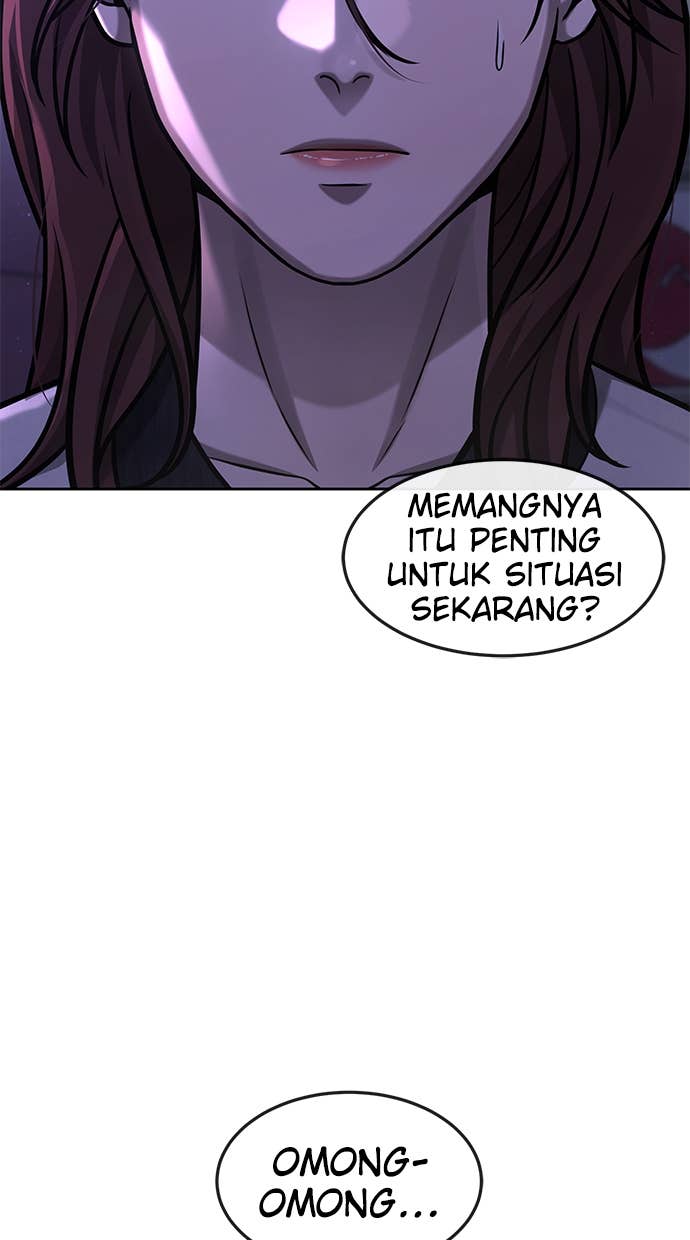 MEMANGNYA
ITU PENTING
UNTUK SITUASI
SEKARANG?
OMONG-
OMONG...